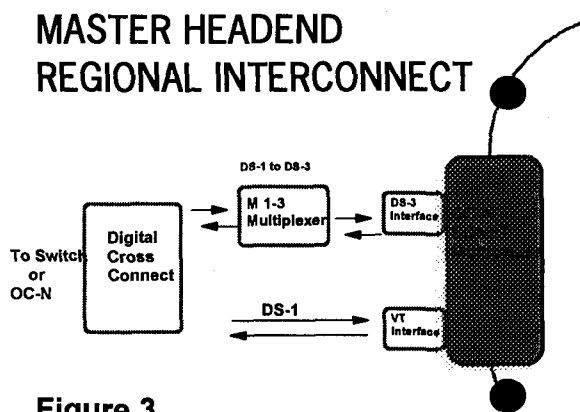 MASTER HEADEND
REGIONAL INTERCONNECT
DS-1 to DS-3
M 1-3
Multiplexer
DS-3
Interface
Digital
Cross
Connect
To Switch
or
OC-N
DS-1
VT
Interface
Figure 3